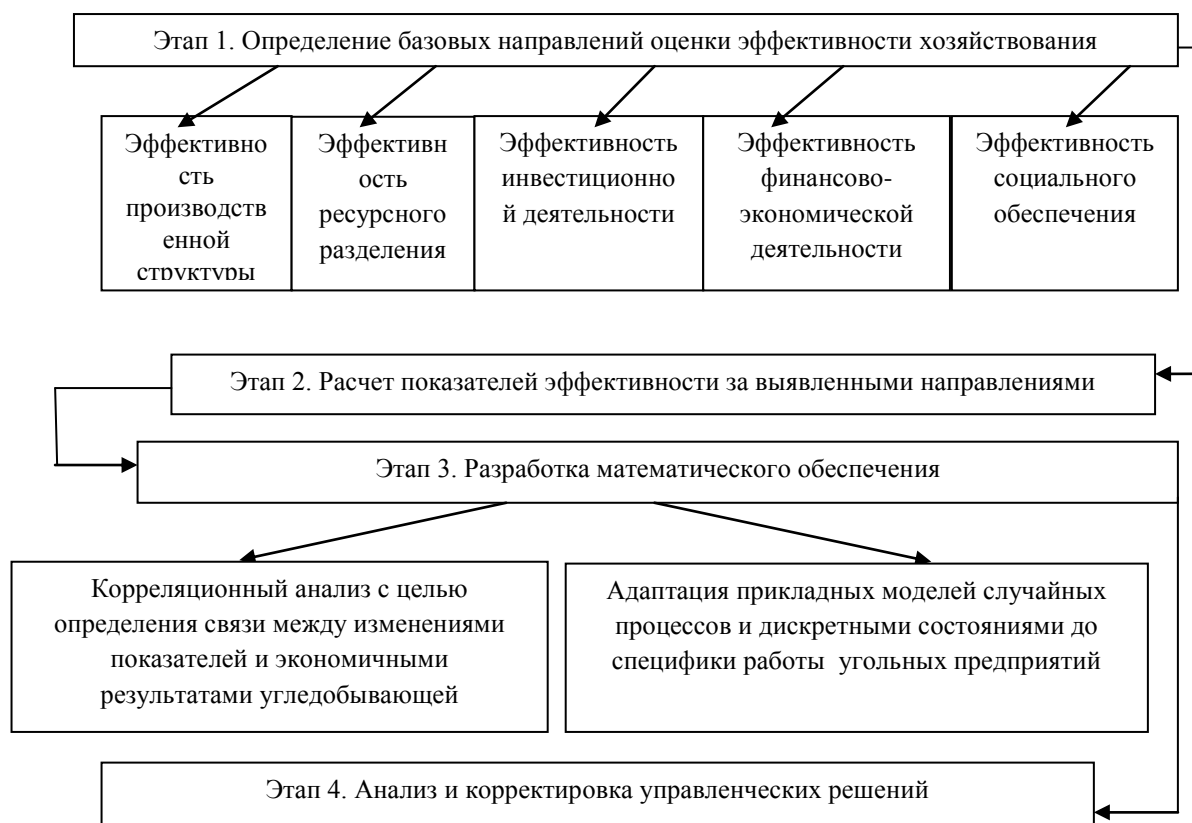 Этап 1. Определение базовых направлений оценки эффективности хозяйствования
Эффективно
сть
производств
енной
структуры
Эффективн
ость
ресурсного
разделения
Эффективность
инвестиционно
й деятельности
Эффективность
финансово-
экономической
деятельности
Эффективность
социального
обеспечения
Этап 2. Расчет показателей эффективности за выявленными направлениями
Этап 3. Разработка математического обеспечения
Корреляционный анализ с целью
определения связи между изменениями
показателей и экономичными
результатами угледобывающей
Адаптация прикладных моделей случайных
процессов и дискретными состояниями до
специфики работы угольных предприятий
Этап 4. Анализ и корректировка управленческих решений